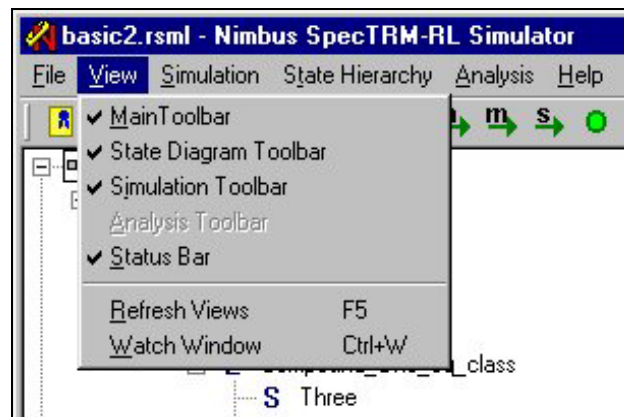 basic2.rsml - Nimbus SpecTRM-RL Simulator
File View Simulation State Hierarchy Analysis Help
m s
MainToolbar
State Diagram Toolbar
Simulation Toolbar
Analysis Toolbar
Status Bar
Refresh Views F5
Watch Window Ctrl+W
S Three